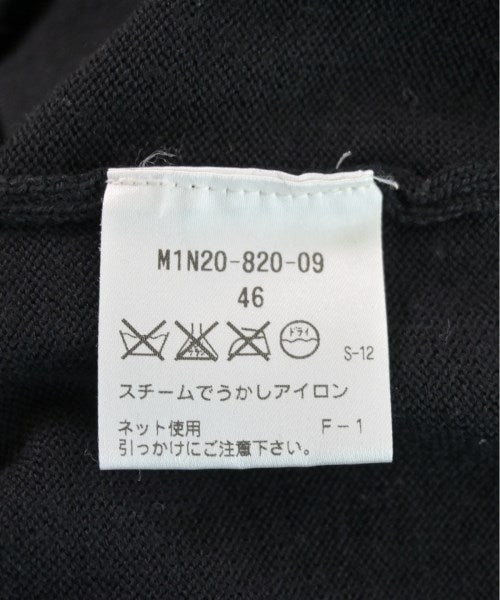 M1N20-820-09
46
ドライ
S-12
スチームでうかしアイロン
ネット使用 F-1
引っかけにご注意下さい。